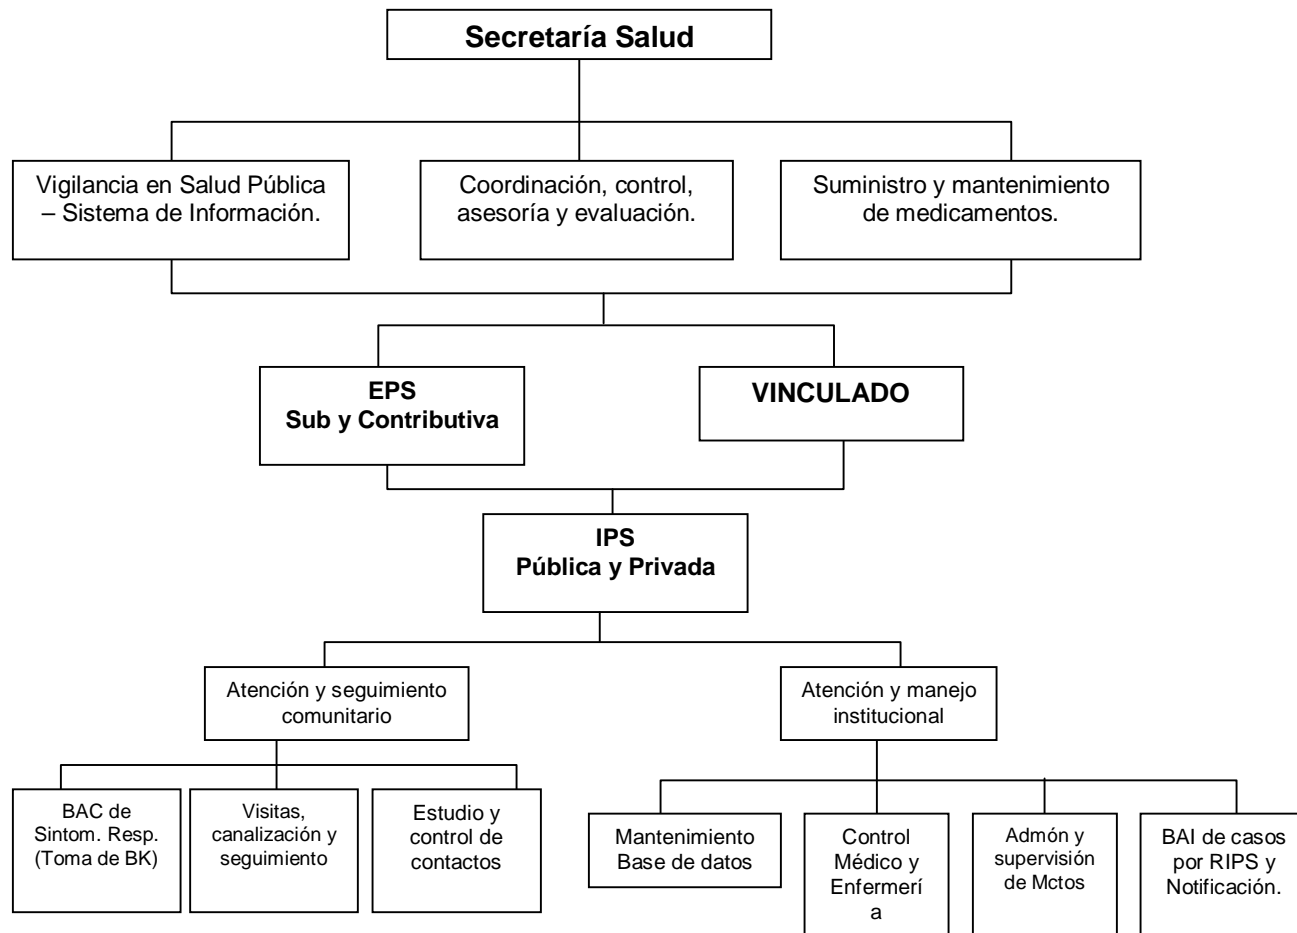 Secretaría Salud
Vigilancia en Salud Pública
– Sistema de Información.
Coordinación, control,
asesoría y evaluación.
Suministro y mantenimiento
de medicamentos.
EPS
Sub y Contributiva
VINCULADO
IPS
Pública y Privada
Atención y seguimiento
comunitario
Atención y manejo
institucional
BAC de
Sintom. Resp.
(Toma de BK)
Visitas,
canalización y
seguimiento
Estudio y
control de
contactos
Mantenimiento
Base de datos
Control
Médico y
Enfermerí
a
Admón y
supervisión
de Mctos
BAI de casos
por RIPS y
Notificación.